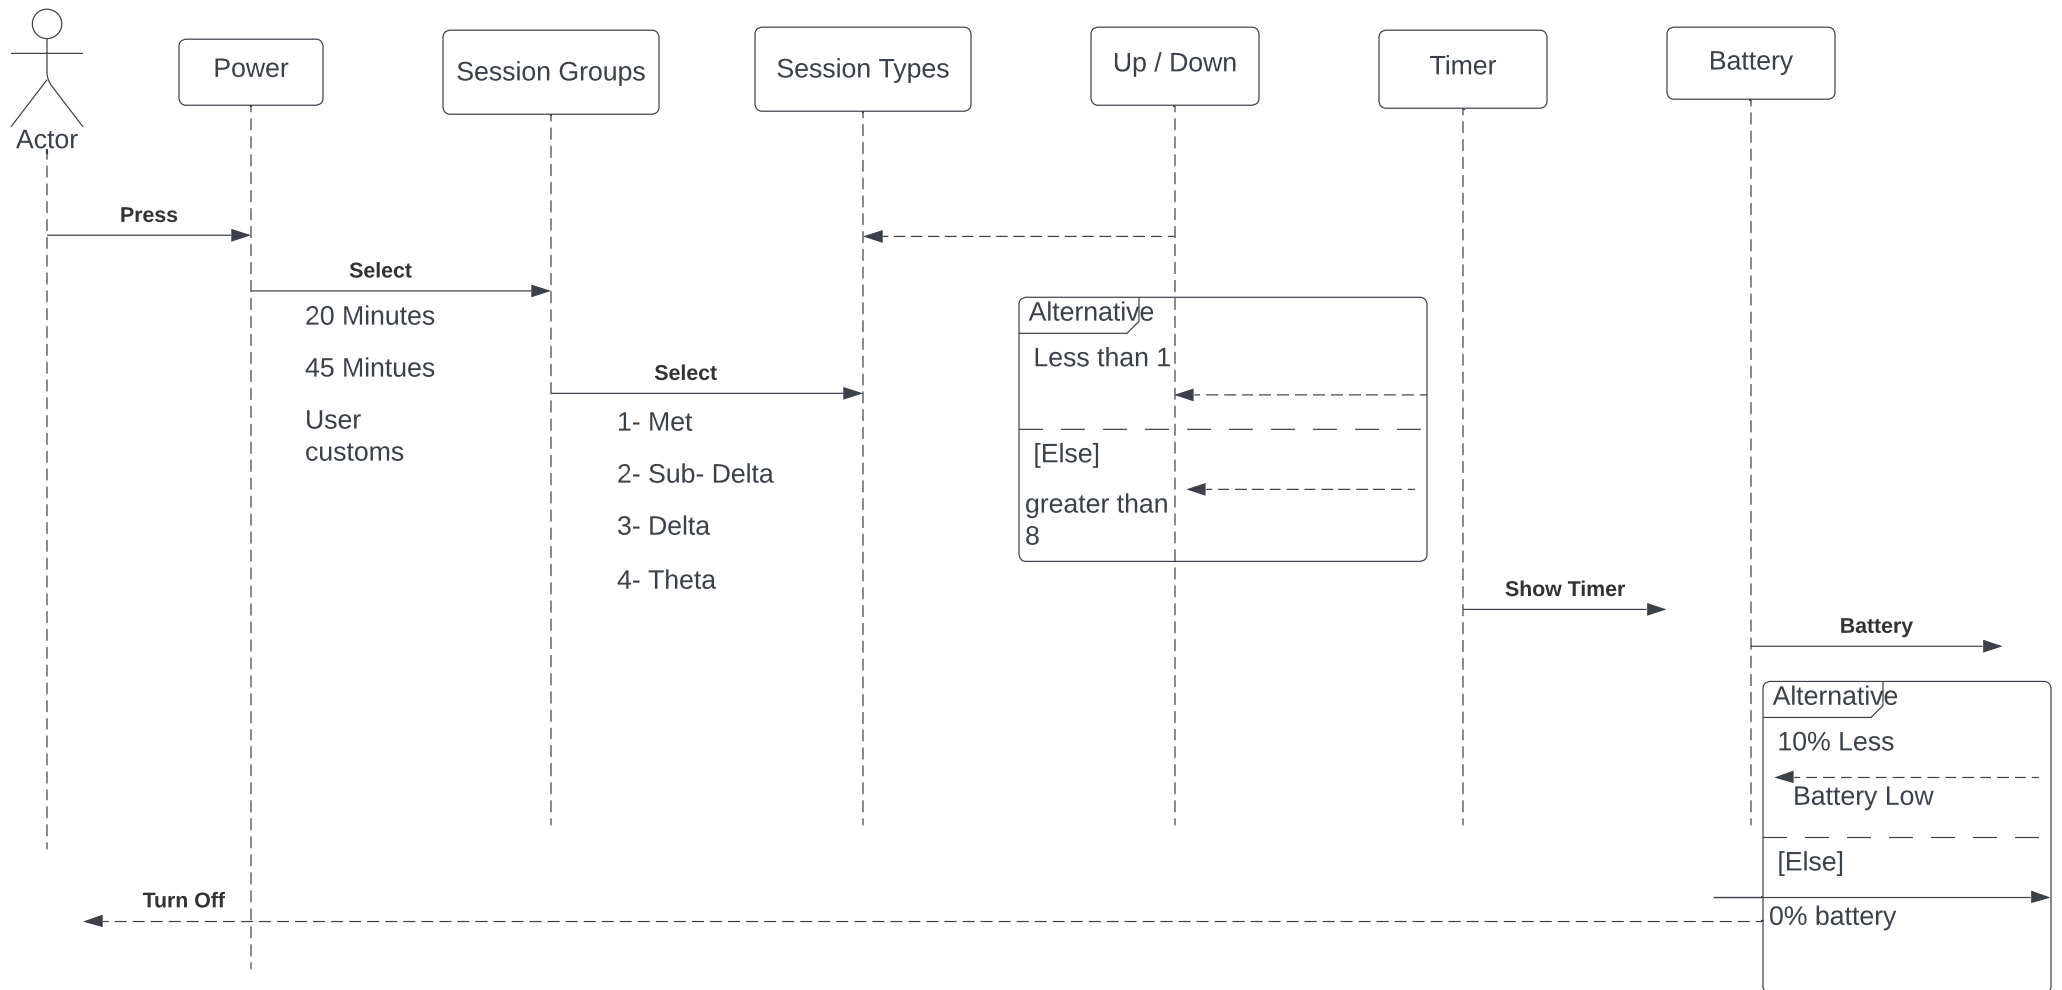 Actor
Power
Session Groups
Session Types
Up / Down
Timer
Battery
Press
Select
20 Minutes
45 Mintues
User
customs
Select
1- Met
2- Sub- Delta
3- Delta
4- Theta
Alternative
Less than 1
[Else]
greater than
8
Show Timer
Battery
Alternative
10% Less
Battery Low
[Else]
0% battery
Turn Off